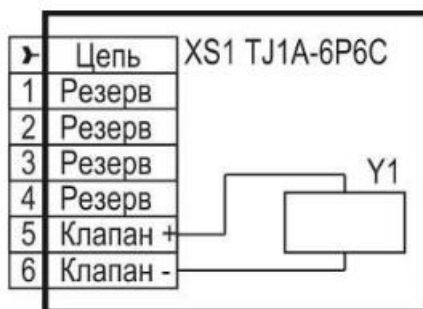 Цепь XS1 TJ1A-6P6C
1 Резерв
2 Резерв
3 Резерв
4 Резерв
5 Клапан +
6 Клапан -
Y1